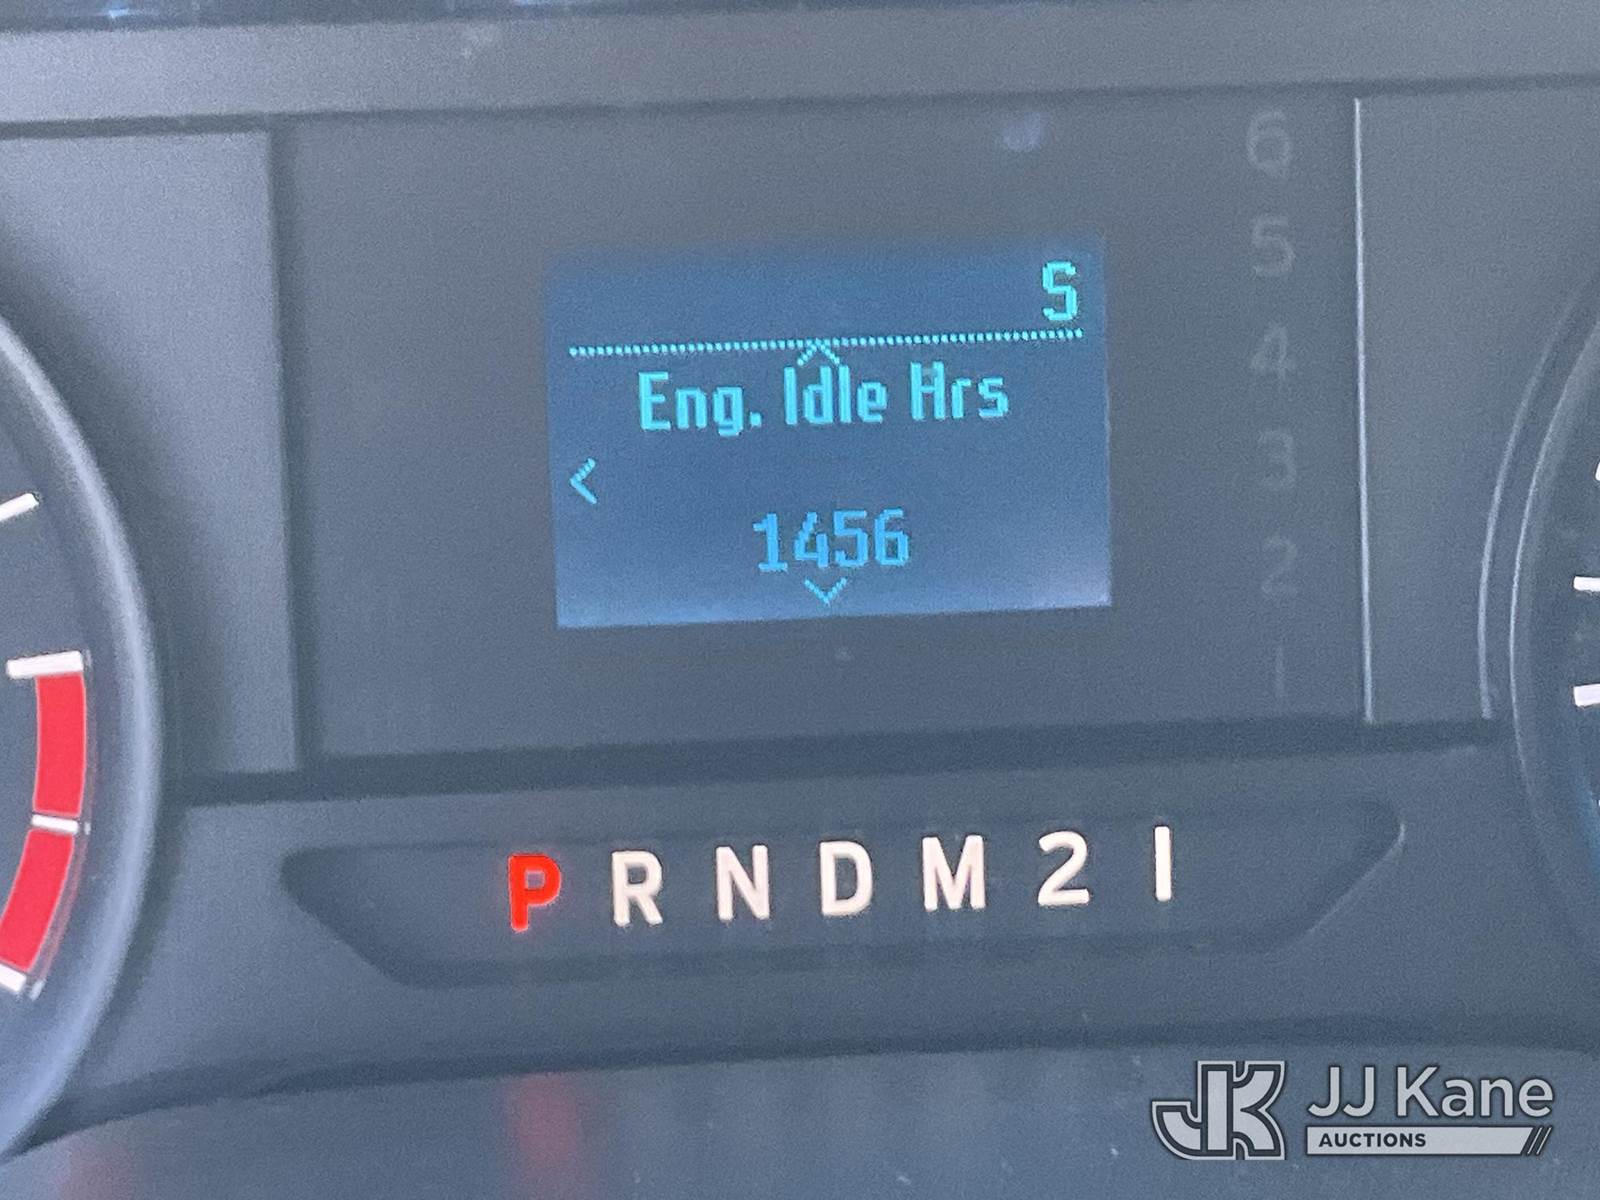 S
Eng. Idle Hrs
<
1456
6
5
4
3
2
1
P R N D M 2 1
JK JJ Kane
AUCTIONS